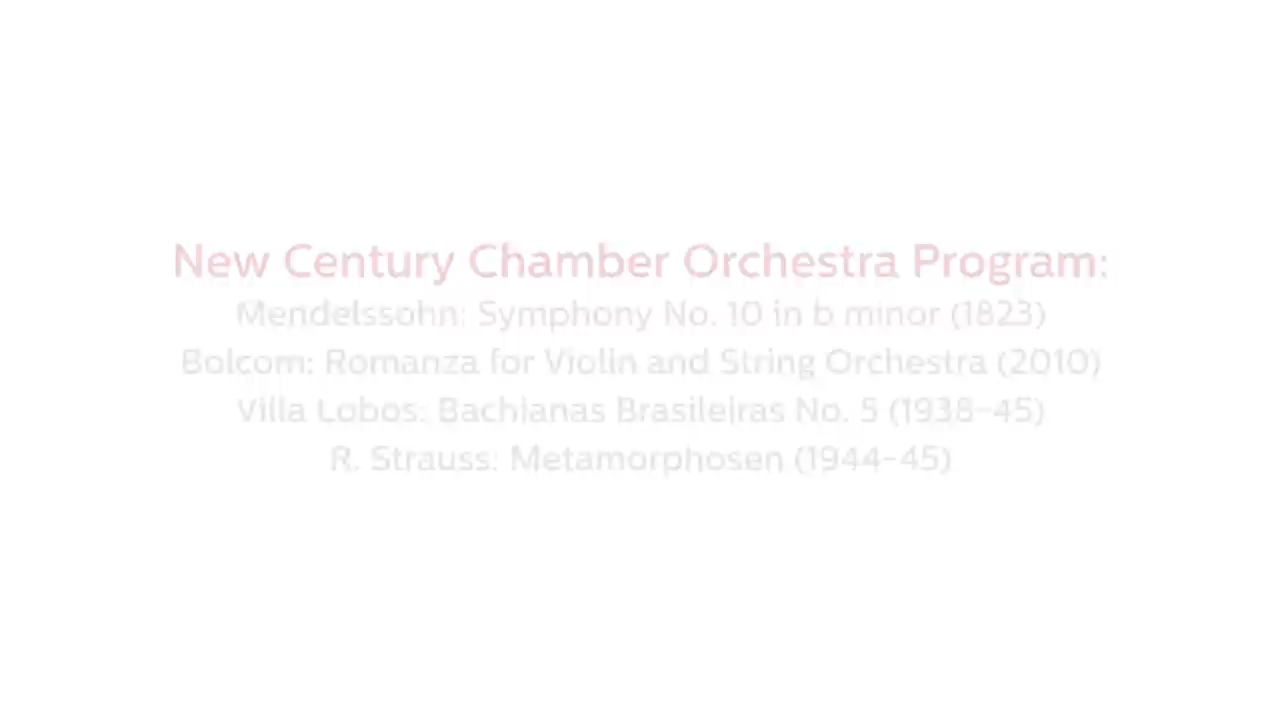 New Century Chamber Orchestra Program:
Mendelssohn: Symphony No. 10 in b minor (1823)
Bolcom: Romanza for Violin and String Orchestra (2010)
Villa Lobos: Bachianas Brasileiras No. 5 (1938-45)
R. Strauss: Metamorphosen (1944-45)